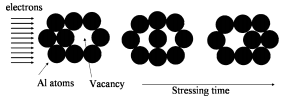 electrons
Al atoms
Vacancy
Stressing time